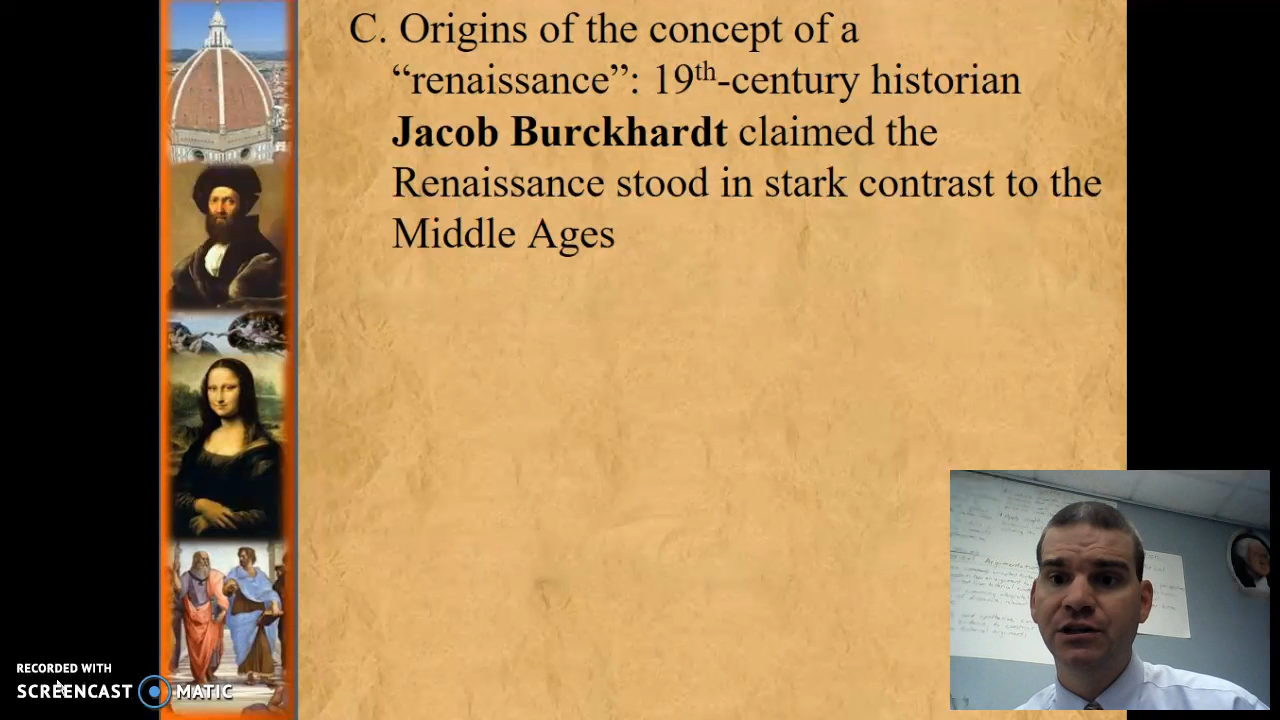 C. Origins of the concept of a
“renaissance”: 19th-century historian
Jacob Burckhardt claimed the
Renaissance stood in stark contrast to the
Middle Ages
RECORDED WITH
SCREENCAST MATIC